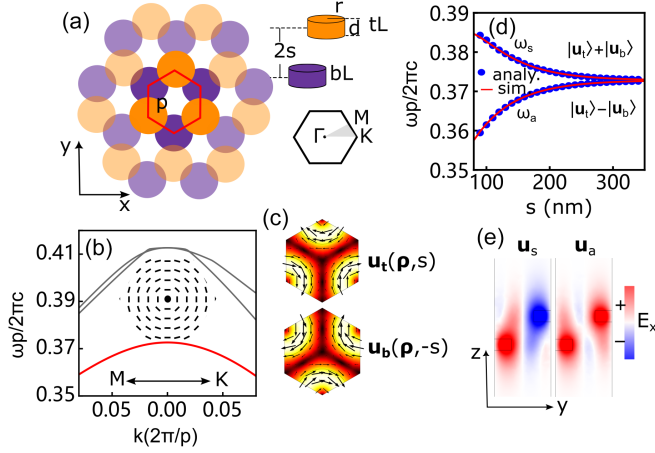 (a)
r
tL
d
2s
bL
p
M
Γ
K
y
x
(b)
ωp/2πc
0.41
0.39
0.37
0.35
M
K
0.05
0.00
0.05
k(2π/p)
(c)
u_t(ρ,s)
u_b(ρ,-s)
(d)
ωp/2πc
0.39
0.38
0.37
0.36
0.35
ω_s
|u_t⟩+|u_b⟩
analy.
sim
ω_a
|u_t⟩−|u_b⟩
100
200
300
s (nm)
(e)
u_s
u_a
+
E_x
−
z
y